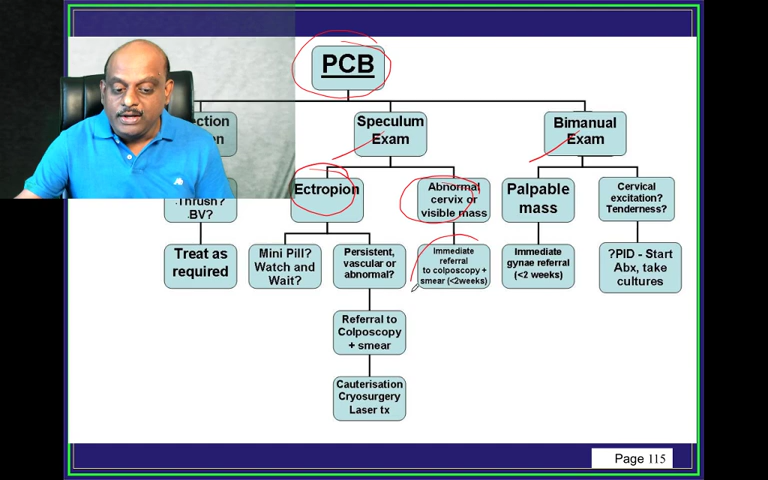 PCB
Speculum
Exam
Bimanual
Exam
Thrush?
BV?
Ectropion
Abnormal
cervix or
visible mass
Palpable
mass
Cervical
excitation?
Tenderness?
Treat as
required
Mini Pill?
Watch and
Wait?
Persistent,
vascular or
abnormal?
Immediate
referral
to colposcopy +
smear (<2weeks)
Immediate
gynae referral
(<2 weeks)
?PID - Start
Abx, take
cultures
Referral to
Colposcopy
+ smear
Cauterisation
Cryosurgery
Laser tx
Page 115